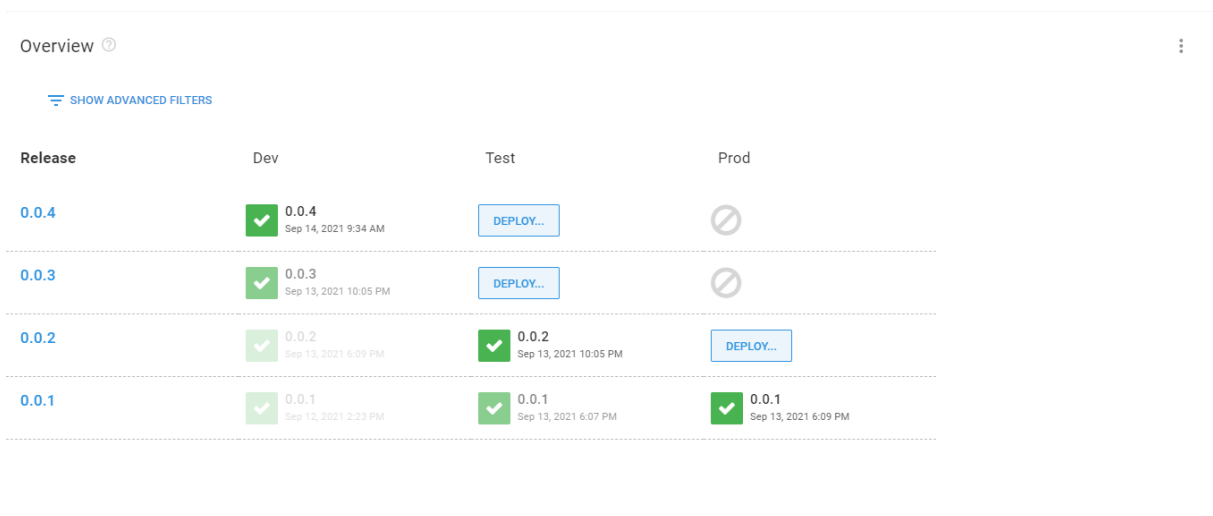 Overview
SHOW ADVANCED FILTERS
Release Dev Test Prod
0.0.4 0.0.4 DEPLOY...
Sep 14, 2021 9:34 AM
0.0.3 0.0.3 DEPLOY...
Sep 13, 2021 10:05 PM
0.0.2 0.0.2 0.0.2 DEPLOY...
Sep 13, 2021 6:09 PM Sep 13, 2021 10:05 PM
0.0.1 0.0.1 0.0.1 0.0.1
Sep 12, 2021 2:23 PM Sep 13, 2021 6:07 PM Sep 13, 2021 6:09 PM